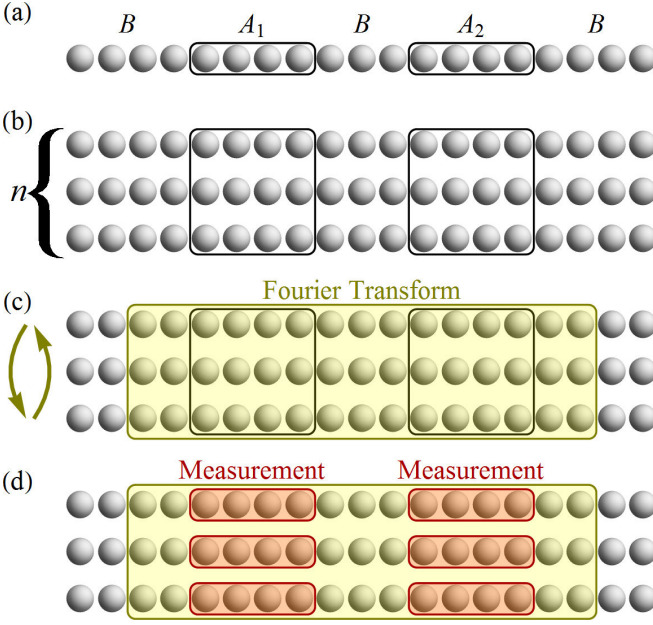 (a)
B A₁ B A₂ B
(b)
n
(c)
Fourier Transform
Measurement Measurement
(d)